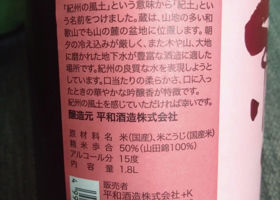 「紀州の風土」という意味から「紀土」と
いう名前をつけました。蔵は、山地の多い和
歌山でも山の麓の盆地に位置します。朝
夕の冷え込みが厳しく、また木や山、大地
に磨かれた地下水が豊富な酒造に適した
場所です。紀州の良質な水を表現しようと
しています。口当たりの柔らかさ、口に入っ
たときの華やかな吟醸香が特徴です。
紀州の風土を感じていただければ幸いです。
醸造元 平和酒造株式会社
原材料名 米(国産)、米こうじ(国産米)
精米歩合 50%(山田錦100%)
アルコール分 15度
内容量 1.8L
販売者
平和酒造株式会社+K